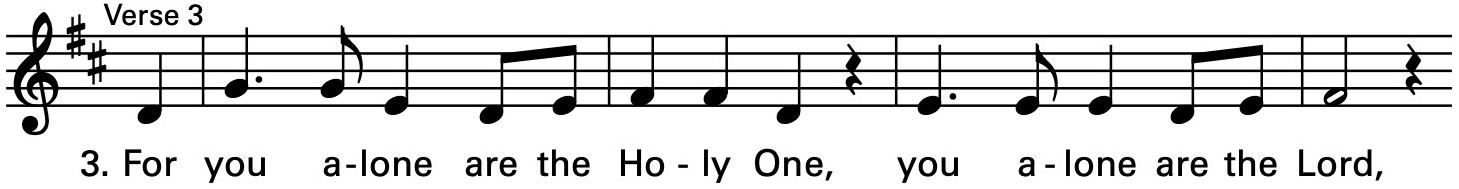 Verse 3
3. For you a-lone are the Ho - ly One, you a - lone are the Lord,